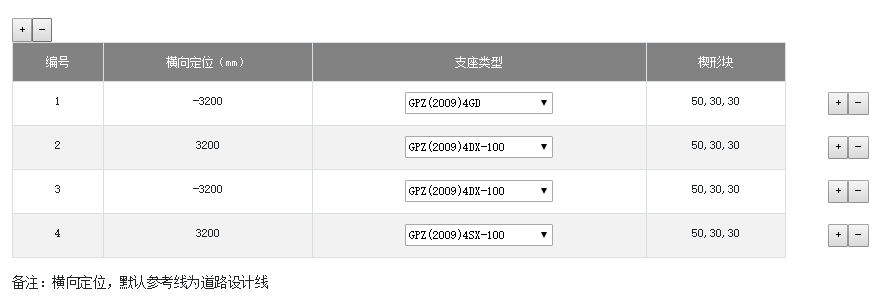 + −
编号 横向定位（mm） 支座类型 楔形块
1 -3200 GPZ(2009)4GD ▼ 50,30,30 + −
2 3200 GPZ(2009)4DX-100 ▼ 50,30,30 + −
3 -3200 GPZ(2009)4DX-100 ▼ 50,30,30 + −
4 3200 GPZ(2009)4SX-100 ▼ 50,30,30 + −
备注：横向定位，默认参考线为道路设计线